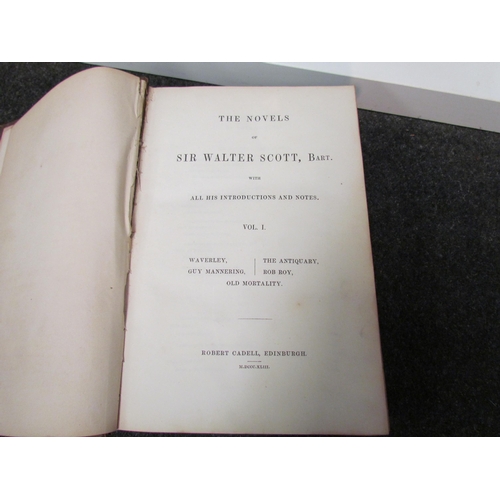 THE NOVELS
OF
SIR WALTER SCOTT, BART.
WITH
ALL HIS INTRODUCTIONS AND NOTES.
VOL. I.
WAVERLEY, THE ANTIQUARY,
GUY MANNERING, ROB ROY,
OLD MORTALITY.
ROBERT CADELL, EDINBURGH.